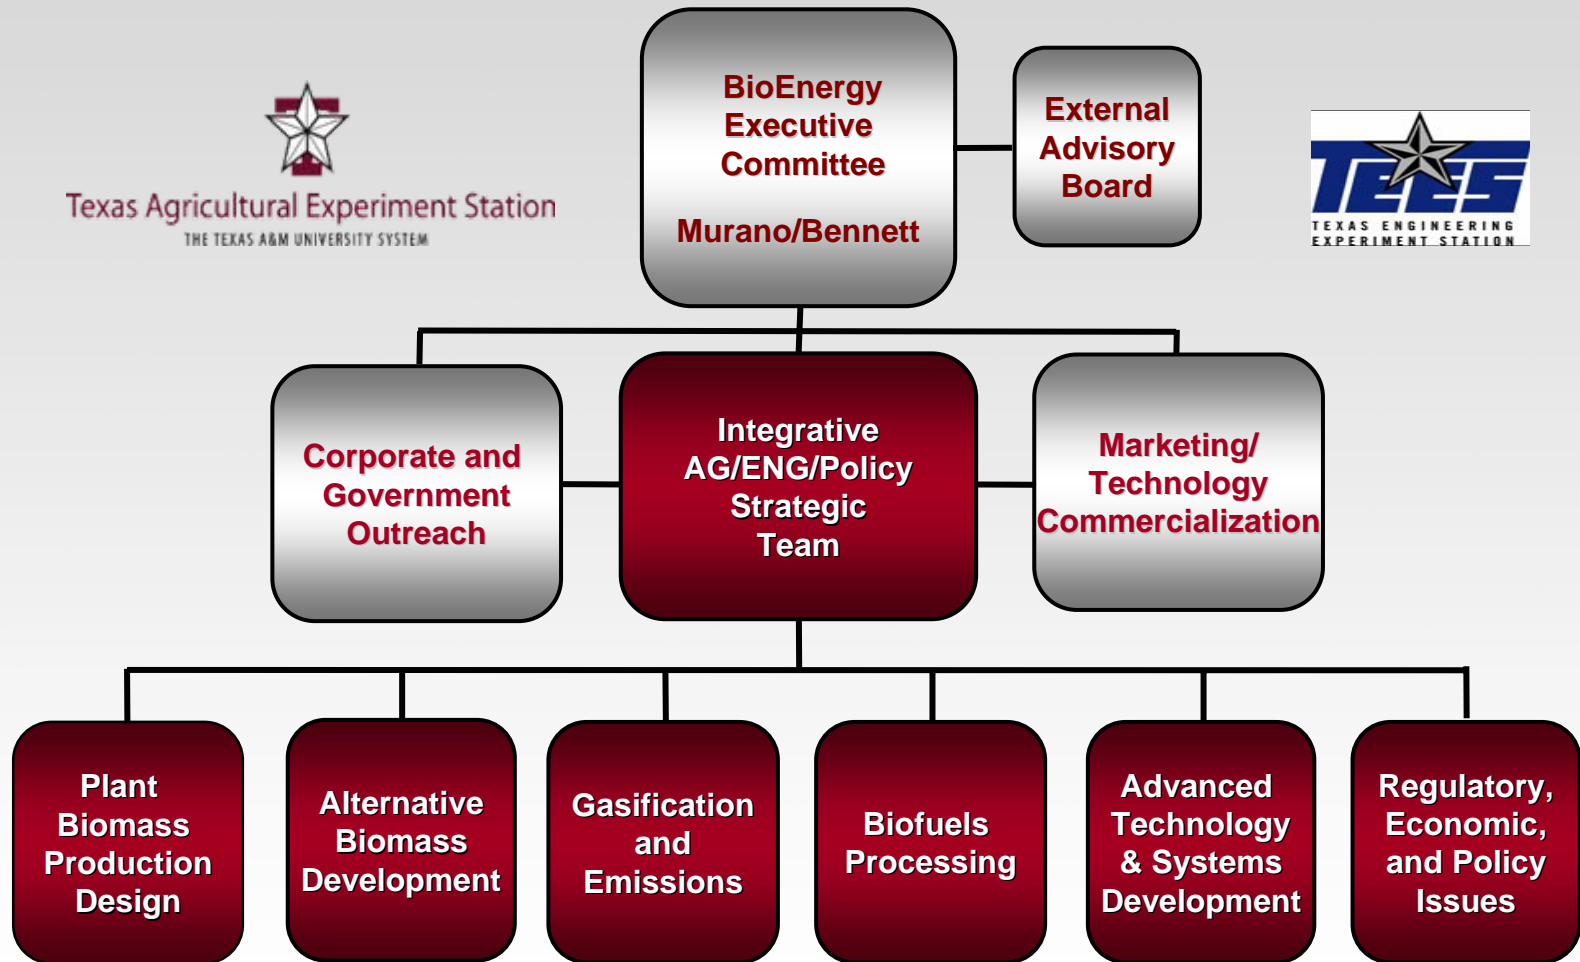 BioEnergy
Executive
Committee
Murano/Bennett
External
Advisory
Board
Texas Agricultural Experiment Station
THE TEXAS A&M UNIVERSITY SYSTEM
TEES
TEXAS ENGINEERING
EXPERIMENT STATION
Corporate and
Government
Outreach
Integrative
AG/ENG/Policy
Strategic
Team
Marketing/
Technology
Commercialization
Plant
Biomass
Production
Design
Alternative
Biomass
Development
Gasification
and
Emissions
Biofuels
Processing
Advanced
Technology
& Systems
Development
Regulatory,
Economic,
and Policy
Issues